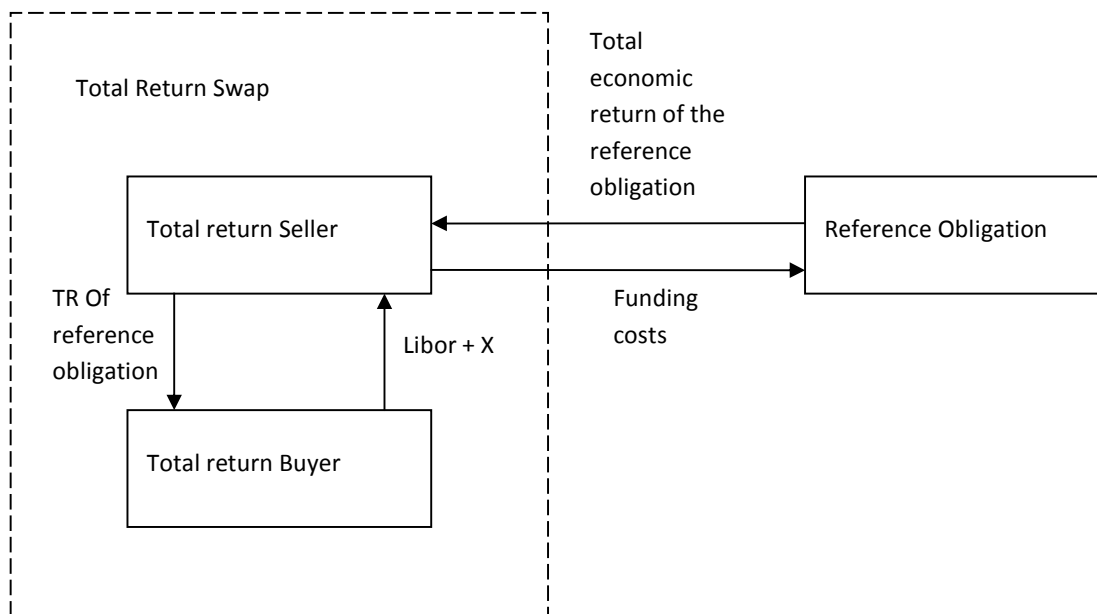 Total Return Swap
Total
economic
return of the
reference
obligation
Total return Seller
Reference Obligation
TR Of
reference
obligation
Libor + X
Funding
costs
Total return Buyer